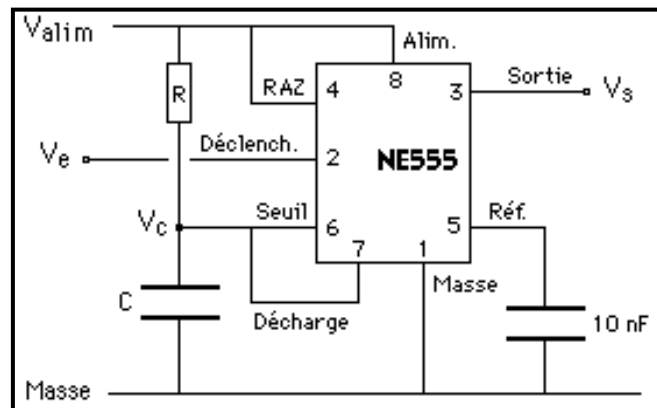 Valim
Alim.
R
RAZ
4
8
3
Sortie
Vs
Ve
Déclench.
2
NE555
Vc
Seuil
6
5
Réf.
7
1
C
Masse
Décharge
10 nF
Masse